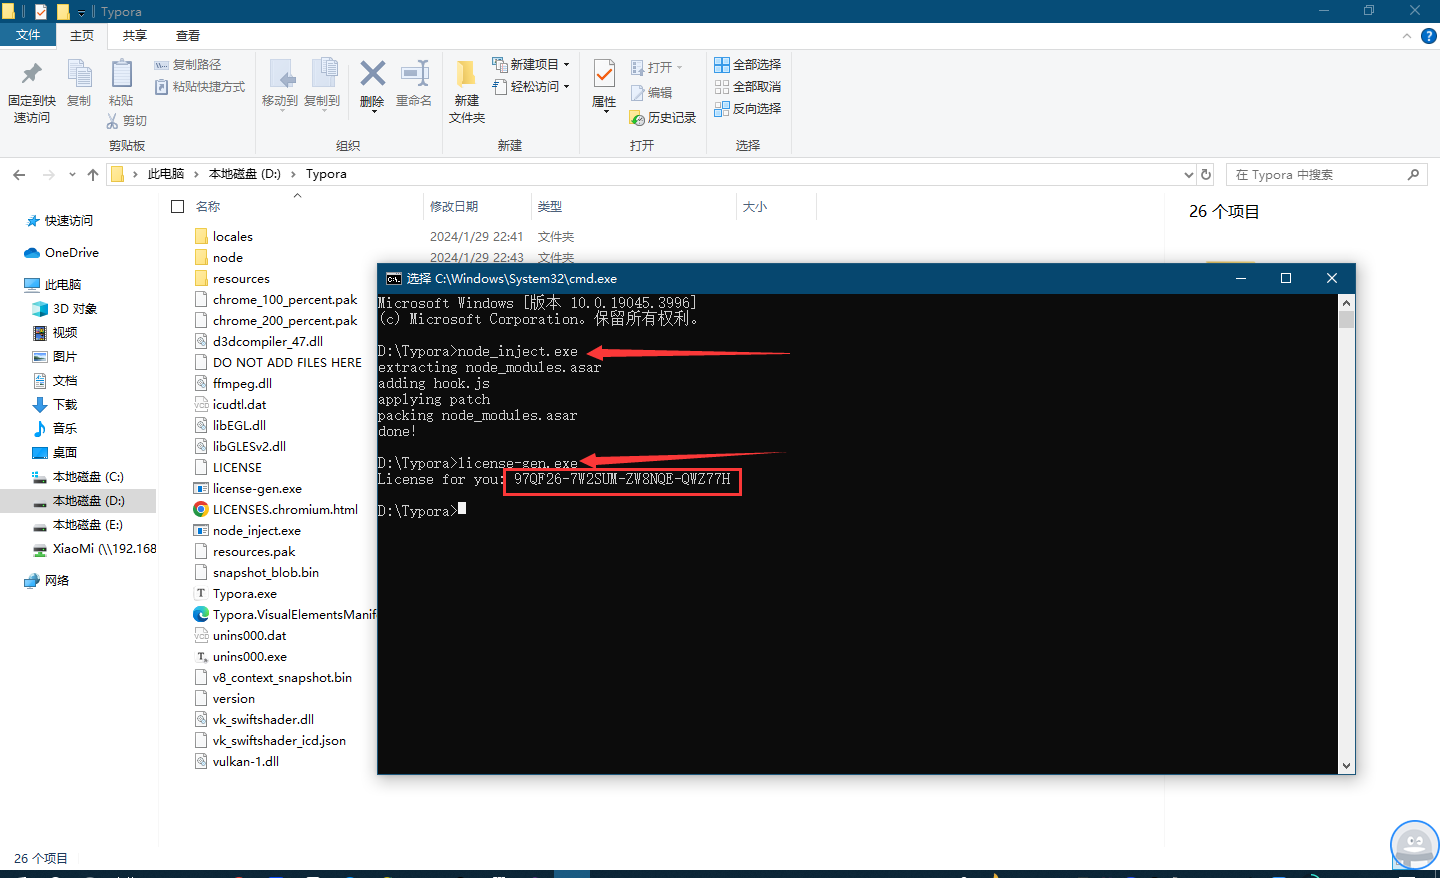 Typora
文件 主页 共享 查看
固定到快速访问
复制
粘贴
复制路径
粘贴快捷方式
剪切
剪贴板
移动到
复制到
删除
重命名
组织
新建文件夹
新建项目
轻松访问
新建
属性
打开
编辑
历史记录
打开
全部选择
全部取消
反向选择
选择
此电脑 › 本地磁盘 (D:) › Typora
在 Typora 中搜索
快速访问
OneDrive
此电脑
3D 对象
视频
图片
文档
下载
音乐
桌面
本地磁盘 (C:)
本地磁盘 (D:)
本地磁盘 (E:)
XiaoMi (\\192.168
网络
名称 修改日期 类型 大小
locales 2024/1/29 22:41 文件夹
node 2024/1/29 22:43 文件夹
resources
chrome_100_percent.pak
chrome_200_percent.pak
d3dcompiler_47.dll
DO NOT ADD FILES HERE
ffmpeg.dll
icudtl.dat
libEGL.dll
libGLESv2.dll
LICENSE
license-gen.exe
LICENSES.chromium.html
node_inject.exe
resources.pak
snapshot_blob.bin
Typora.exe
Typora.VisualElementsManif
unins000.dat
unins000.exe
v8_context_snapshot.bin
version
vk_swiftshader.dll
vk_swiftshader_icd.json
vulkan-1.dll
26 个项目
选择 C:\Windows\System32\cmd.exe
Microsoft Windows [版本 10.0.19045.3996]
(c) Microsoft Corporation。保留所有权利。
D:\Typora>node_inject.exe
extracting node_modules.asar
adding hook.js
applying patch
packing node_modules.asar
done!
D:\Typora>license-gen.exe
License for you: 97QF26-7W2SUM-ZW8NQE-QWZ77H
D:\Typora>
26 个项目